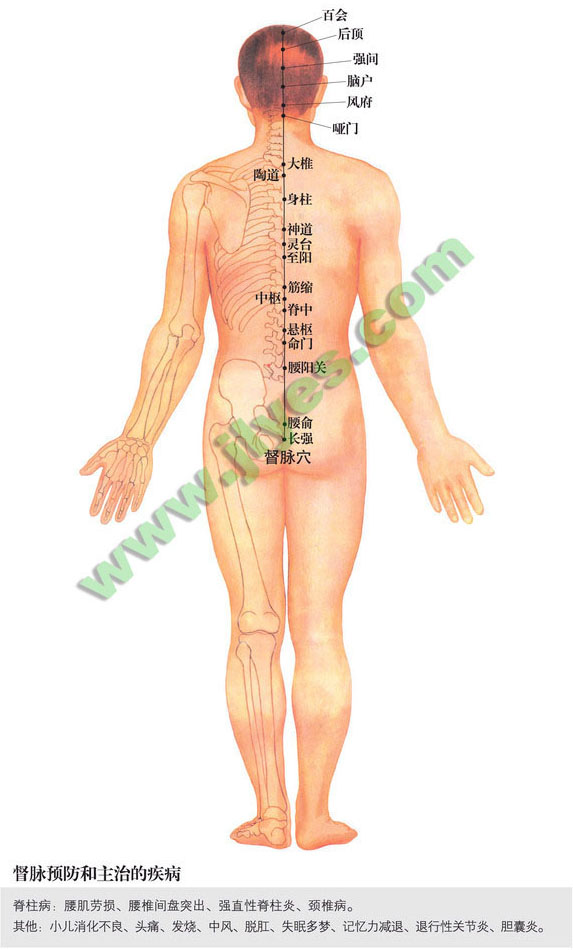 百会
后顶
强间
脑户
风府
哑门
大椎
陶道
身柱
神道
灵台
至阳
筋缩
中枢
脊中
悬枢
命门
腰阳关
腰俞
长强
督脉穴
www.jlyes.com
督脉预防和主治的疾病
脊柱病：腰肌劳损、腰椎间盘突出、强直性脊柱炎、颈椎病。
其他：小儿消化不良、头痛、发烧、中风、脱肛、失眠多梦、记忆力减退、退行性关节炎、胆囊炎。